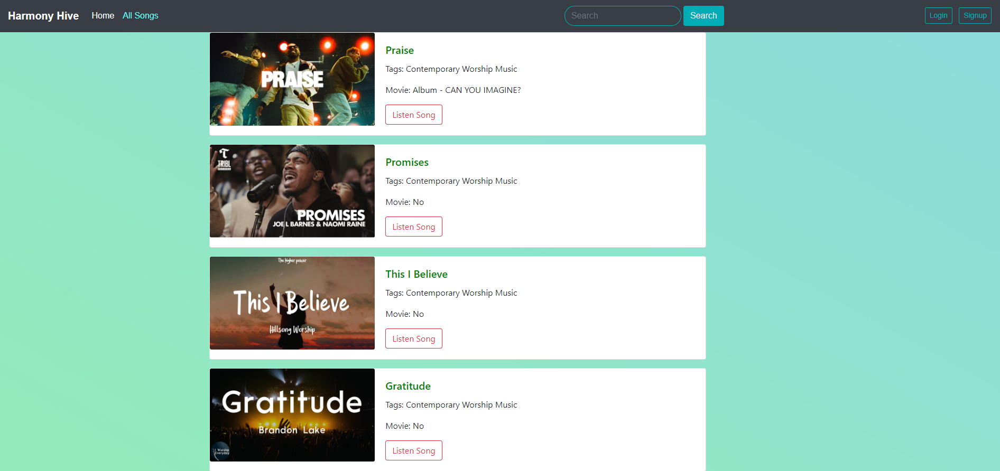 Harmony Hive Home All Songs Search Search Login Signup
PRAISE
Praise
Tags: Contemporary Worship Music
Movie: Album - CAN YOU IMAGINE?
Listen Song
TRIBL
PROMISES
JOE L BARNES & NAOMI RAINE
Promises
Tags: Contemporary Worship Music
Movie: No
Listen Song
the higher power
This I Believe
Hillsong Worship
This I Believe
Tags: Contemporary Worship Music
Movie: No
Listen Song
Gratitude
Brandon Lake
I Worship
Everyday
Gratitude
Tags: Contemporary Worship Music
Movie: No
Listen Song